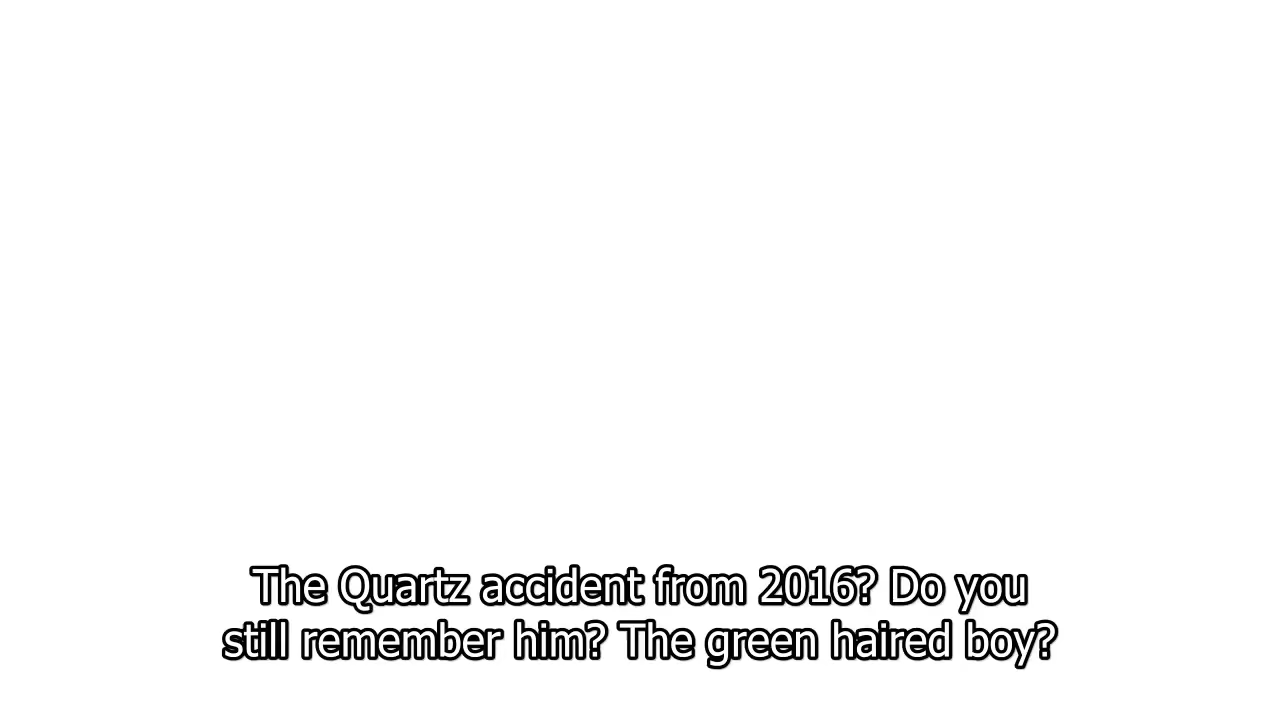 The Quartz accident from 2016? Do you
still remember him? The green haired boy?